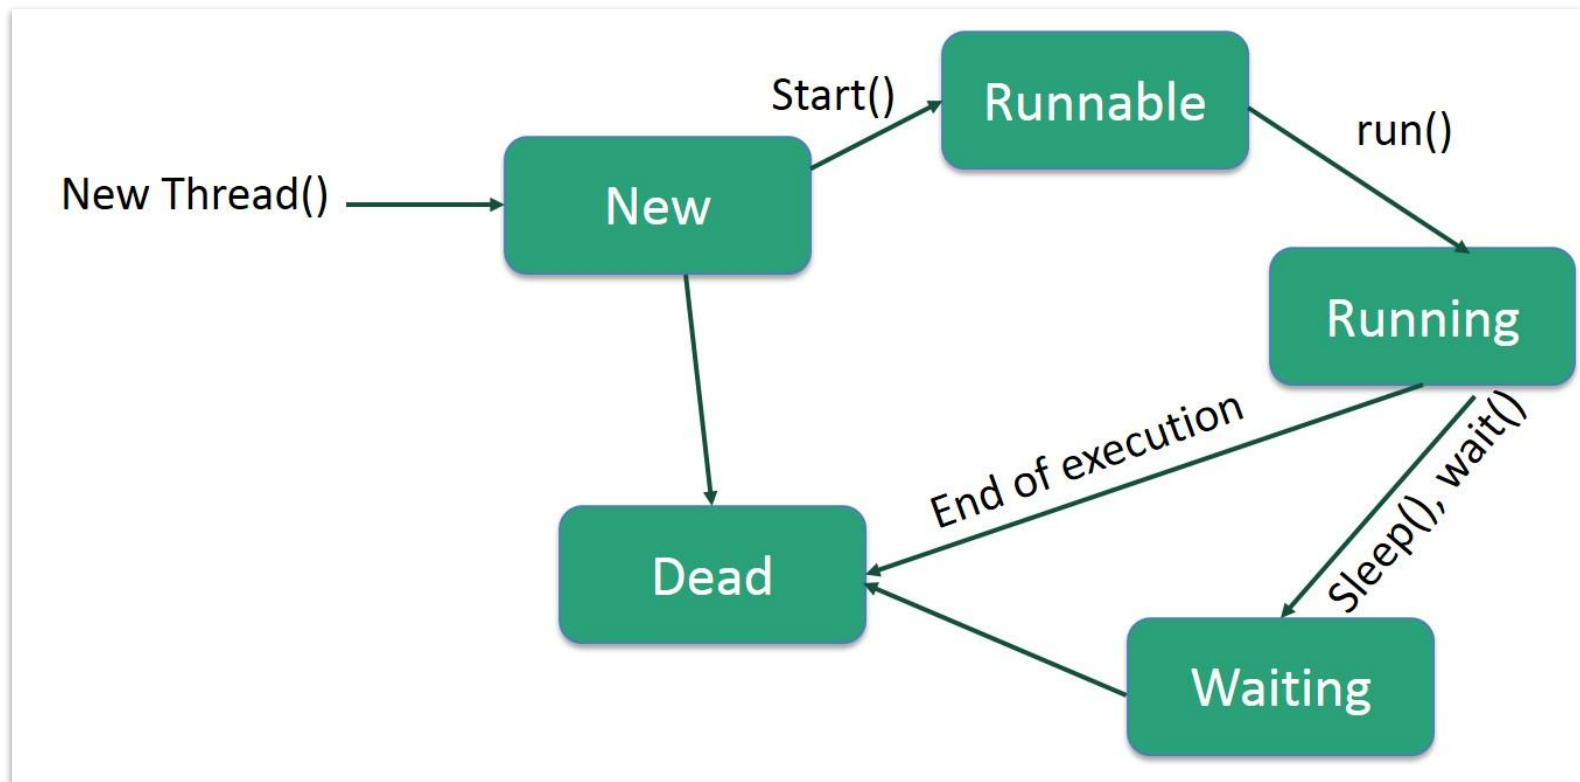 Start()
Runnable
run()
New Thread()
New
Running
End of execution
Sleep(), wait()
Dead
Waiting